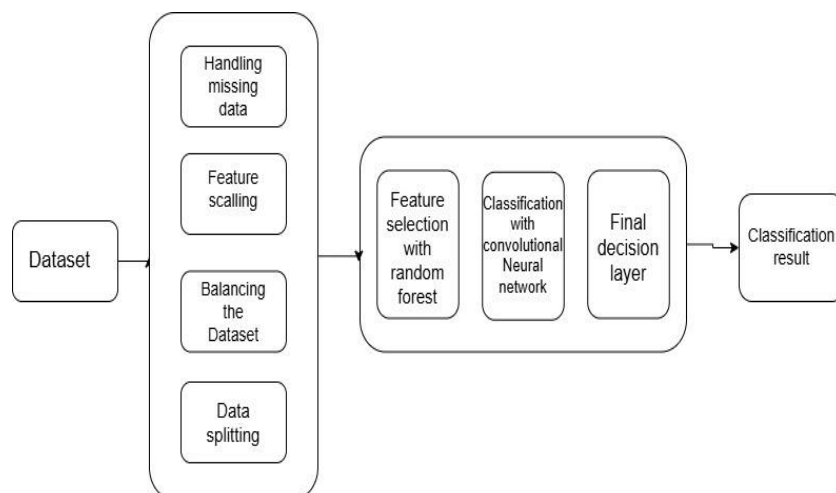 Dataset
Handling
missing
data
Feature
scalling
Balancing
the
Dataset
Data
splitting
Feature
selection
with
random
forest
Classification
with
convolutional
Neural
network
Final
decision
layer
Classification
result